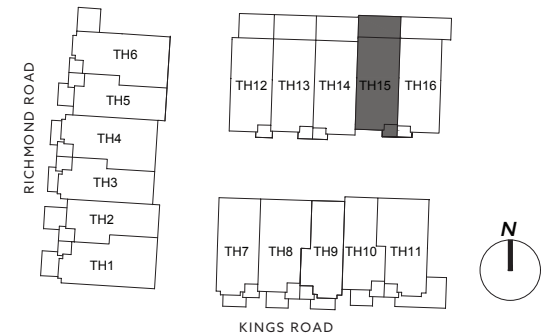 RICHMOND ROAD
TH6
TH5
TH4
TH3
TH2
TH1
TH12 TH13 TH14 TH15 TH16
TH7 TH8 TH9 TH10 TH11
KINGS ROAD
N